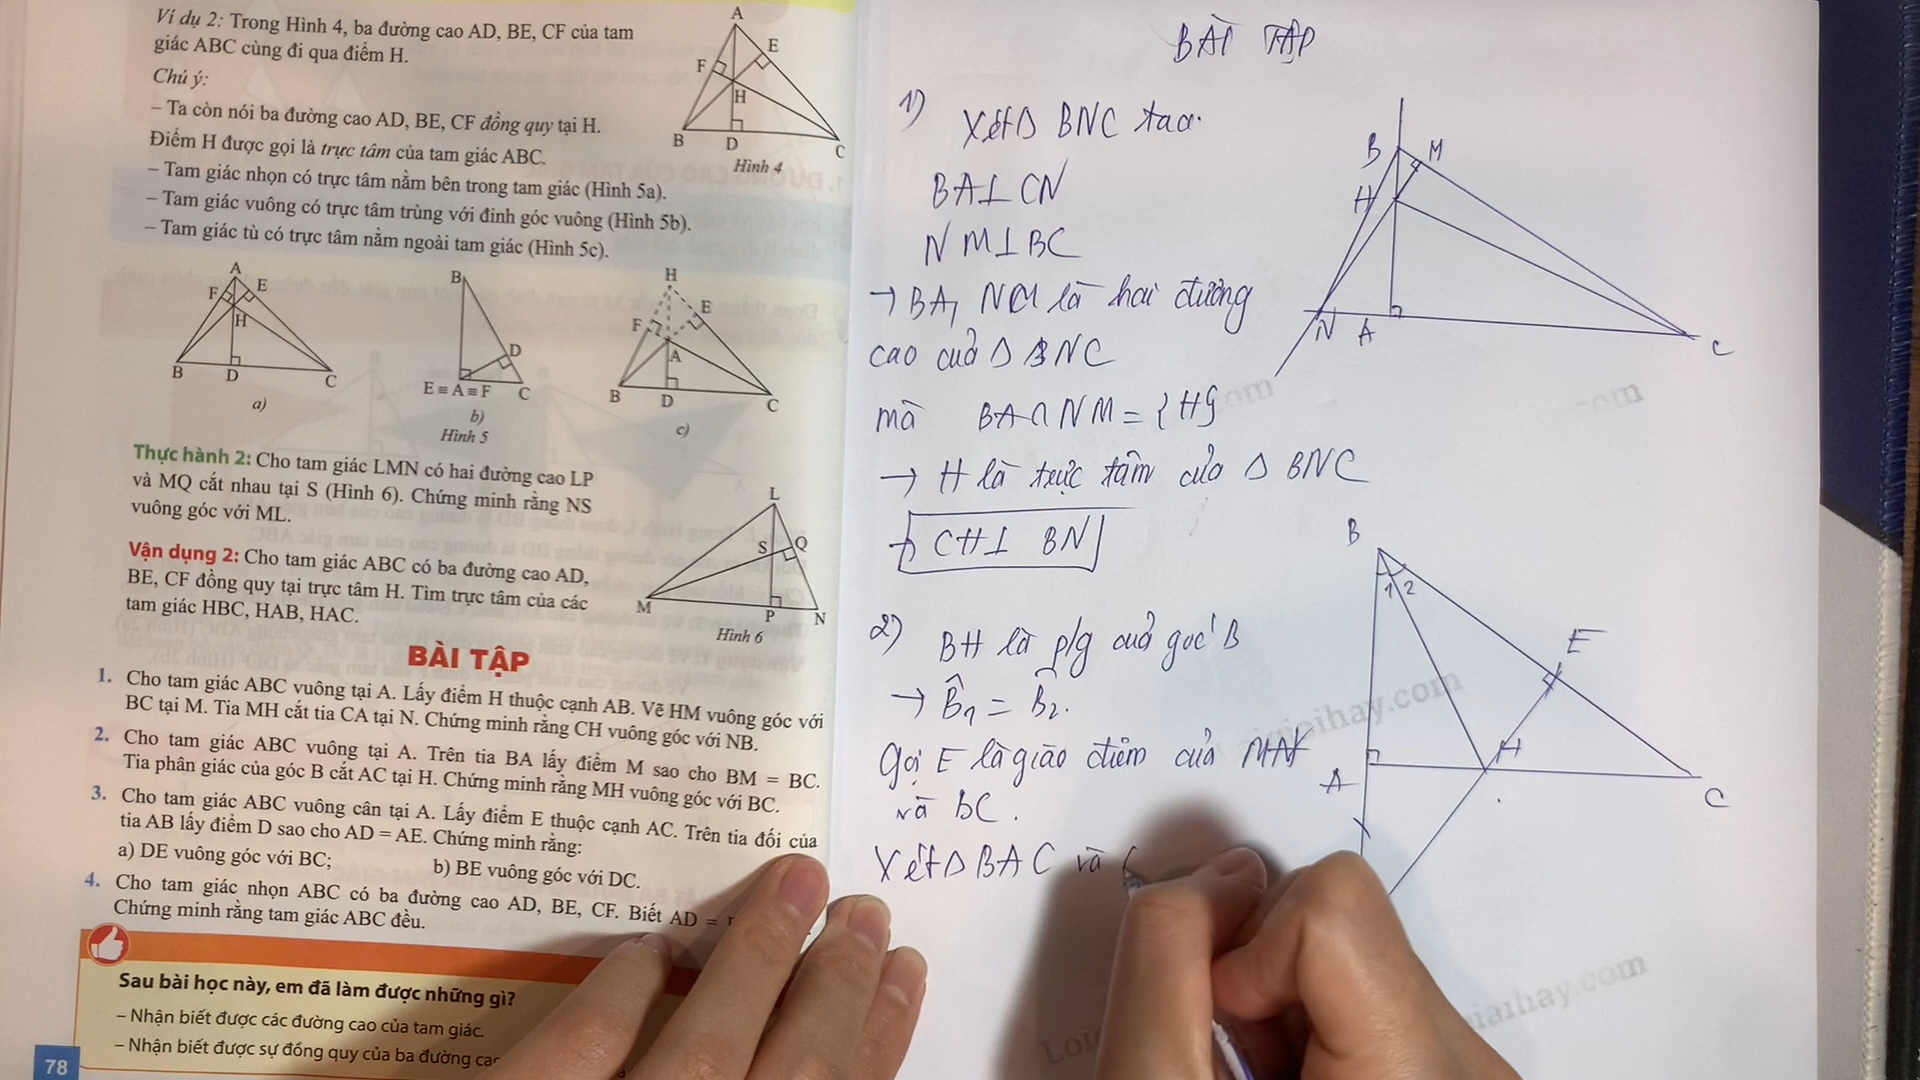 Ví dụ 2: Trong Hình 4, ba đường cao AD, BE, CF của tam
giác ABC cùng đi qua điểm H.
Chú ý:
– Ta còn nói ba đường cao AD, BE, CF đồng quy tại H.
Điểm H được gọi là trực tâm của tam giác ABC.
– Tam giác nhọn có trực tâm nằm bên trong tam giác (Hình 5a).
– Tam giác vuông có trực tâm trùng với đỉnh góc vuông (Hình 5b).
– Tam giác tù có trực tâm nằm ngoài tam giác (Hình 5c).
A
E
F
H
B
D
C
Hình 4
A
F
E
H
B
D
C
a)
B
D
E ≡ A ≡ F
C
b)
Hình 5
H
E
F
A
B
D
C
c)
Thực hành 2: Cho tam giác LMN có hai đường cao LP
và MQ cắt nhau tại S (Hình 6). Chứng minh rằng NS
vuông góc với ML.
Vận dụng 2: Cho tam giác ABC có ba đường cao AD,
BE, CF đồng quy tại trực tâm H. Tìm trực tâm của các
tam giác HBC, HAB, HAC.
L
S
Q
M
P
N
Hình 6
BÀI TẬP
1. Cho tam giác ABC vuông tại A. Lấy điểm H thuộc cạnh AB. Vẽ HM vuông góc với
BC tại M. Tia MH cắt tia CA tại N. Chứng minh rằng CH vuông góc với NB.
2. Cho tam giác ABC vuông tại A. Trên tia BA lấy điểm M sao cho BM = BC.
Tia phân giác của góc B cắt AC tại H. Chứng minh rằng MH vuông góc với BC.
3. Cho tam giác ABC vuông cân tại A. Lấy điểm E thuộc cạnh AC. Trên tia đối của
tia AB lấy điểm D sao cho AD = AE. Chứng minh rằng:
a) DE vuông góc với BC; b) BE vuông góc với DC.
4. Cho tam giác nhọn ABC có ba đường cao AD, BE, CF. Biết AD =
Chứng minh rằng tam giác ABC đều.
Sau bài học này, em đã làm được những gì?
– Nhận biết được các đường cao của tam giác.
– Nhận biết được sự đồng quy của ba đường cao
78
BÀI TẬP
1) Xét Δ BNC ta có
BA ⊥ CN
NM ⊥ BC
→ BA, NM là hai đường
cao của Δ BNC
mà BA ∩ NM = {H}
→ H là trực tâm của Δ BNC
→ CH ⊥ BN
B
M
H
N
A
C
2) BH là p/g của góc B
→ B̂1 = B̂2.
Gọi E là giao điểm của MH
và BC.
Xét Δ BAC và
B
1 2
E
A
H
C
loigiaihay.com